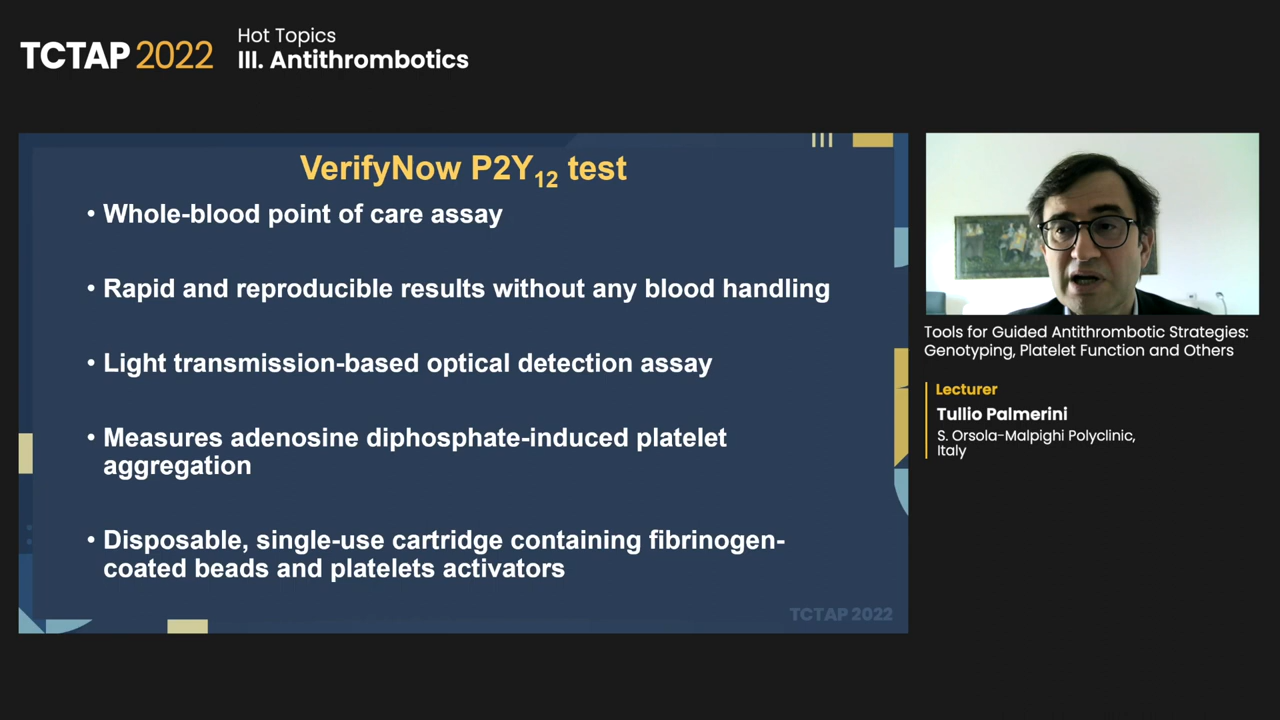 TCTAP 2022
Hot Topics
III. Antithrombotics
VerifyNow P2Y12 test
• Whole-blood point of care assay
• Rapid and reproducible results without any blood handling
• Light transmission-based optical detection assay
• Measures adenosine diphosphate-induced platelet
aggregation
• Disposable, single-use cartridge containing fibrinogen-
coated beads and platelets activators
TCTAP 2022
Tools for Guided Antithrombotic Strategies:
Genotyping, Platelet Function and Others
Lecturer
Tullio Palmerini
S. Orsola-Malpighi Polyclinic,
Italy